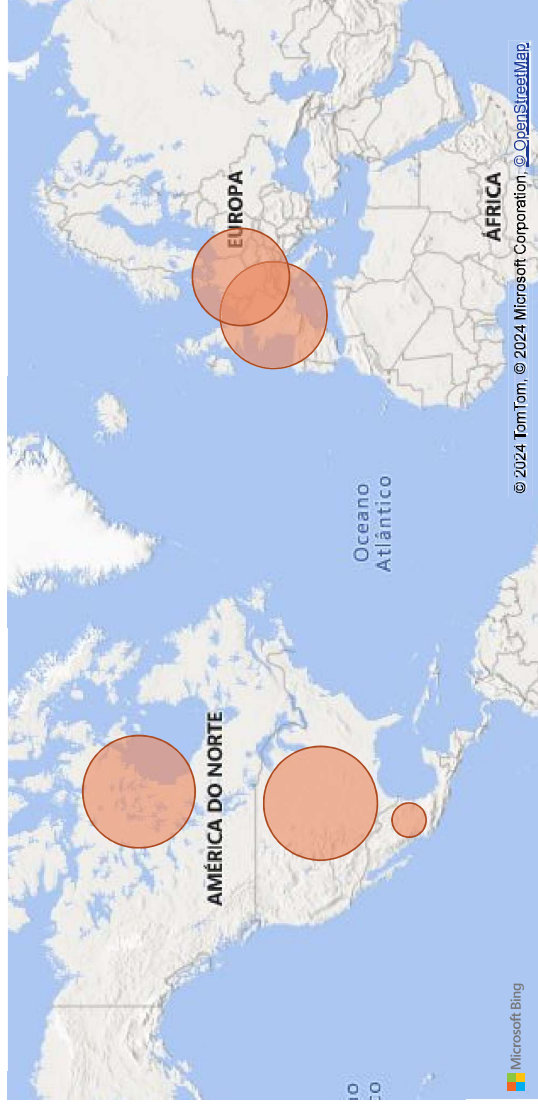 EUROPA
ÁFRICA
Oceano
Atlântico
AMÉRICA DO NORTE
Microsoft Bing
© 2024 TomTom, © 2024 Microsoft Corporation, © OpenStreetMap